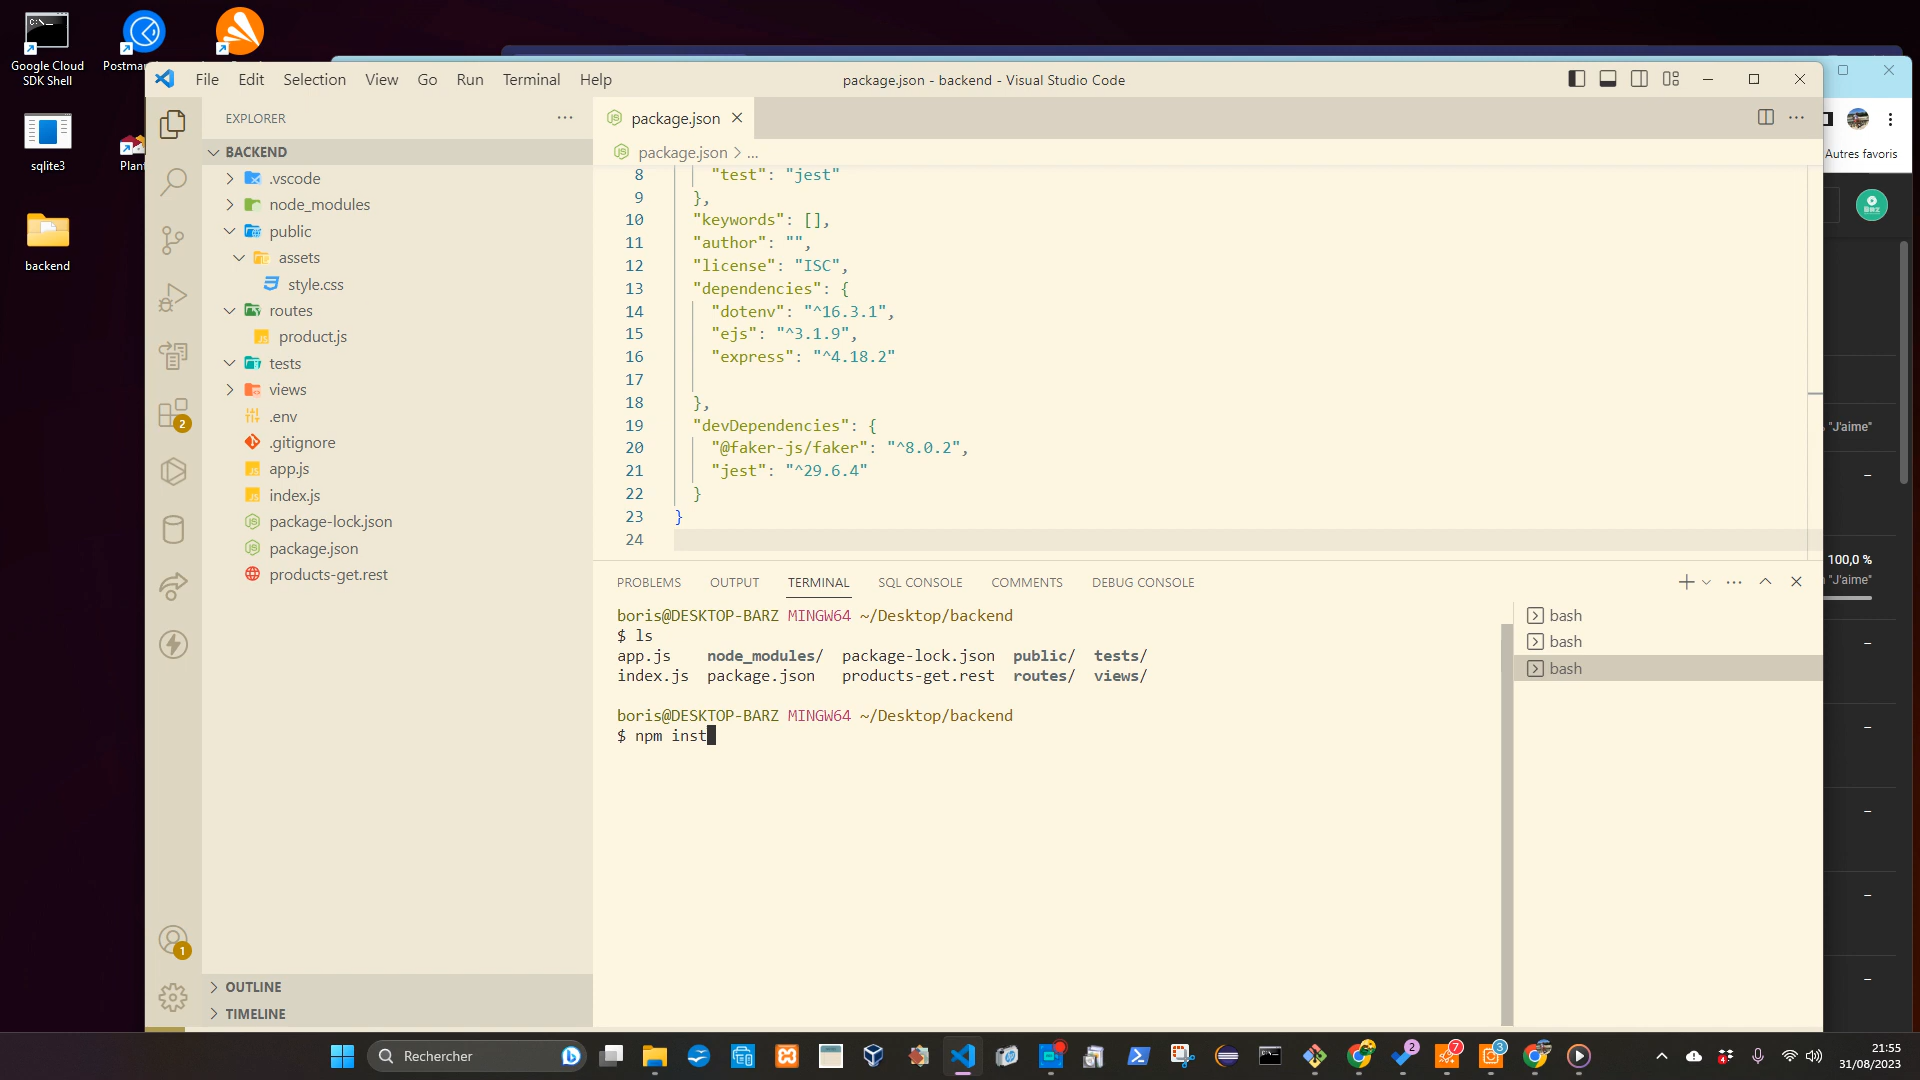 Google Cloud
SDK Shell
Postman
sqlite3
Plant
backend
File Edit Selection View Go Run Terminal Help
package.json - backend - Visual Studio Code
EXPLORER
BACKEND
.vscode
node_modules
public
assets
style.css
routes
product.js
tests
views
.env
.gitignore
app.js
index.js
package-lock.json
package.json
products-get.rest
OUTLINE
TIMELINE
2
1
package.json
package.json > ...
8 "test": "jest"
9 },
10 "keywords": [],
11 "author": "",
12 "license": "ISC",
13 "dependencies": {
14 "dotenv": "^16.3.1",
15 "ejs": "^3.1.9",
16 "express": "^4.18.2"
17
18 },
19 "devDependencies": {
20 "@faker-js/faker": "^8.0.2",
21 "jest": "^29.6.4"
22 }
23 }
24
PROBLEMS OUTPUT TERMINAL SQL CONSOLE COMMENTS DEBUG CONSOLE
boris@DESKTOP-BARZ MINGW64 ~/Desktop/backend
$ ls
app.js node_modules/ package-lock.json public/ tests/
index.js package.json products-get.rest routes/ views/
boris@DESKTOP-BARZ MINGW64 ~/Desktop/backend
$ npm inst
bash
bash
bash
Autres favoris
"J'aime"
100,0 %
"J'aime"
Rechercher
2
7
3
21:55
31/08/2023